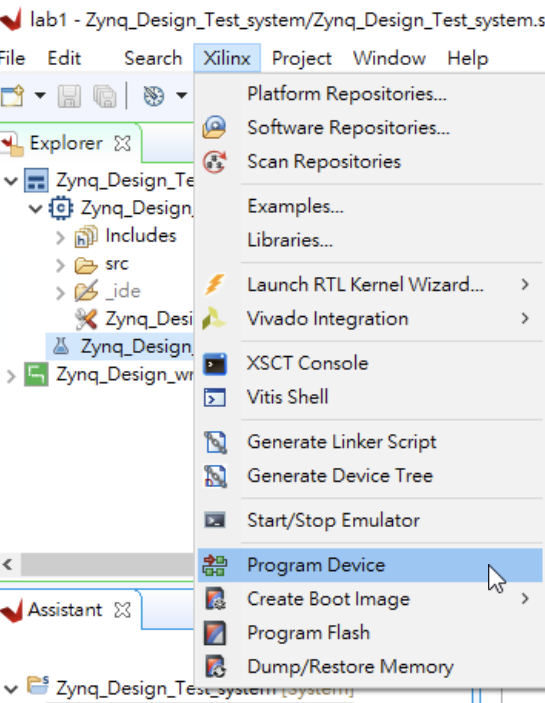 lab1 - Zynq_Design_Test_system/Zynq_Design_Test_system.s
File Edit Search Xilinx Project Window Help
Platform Repositories...
Software Repositories...
Scan Repositories
Examples...
Libraries...
Launch RTL Kernel Wizard...
Vivado Integration
XSCT Console
Vitis Shell
Generate Linker Script
Generate Device Tree
Start/Stop Emulator
Program Device
Create Boot Image
Program Flash
Dump/Restore Memory
Explorer
Zynq_Design_Te
Zynq_Design_
Includes
src
_ide
Zynq_Desi
Zynq_Design_
Zynq_Design_wr
Assistant
Zynq_Design_Test_system [System]